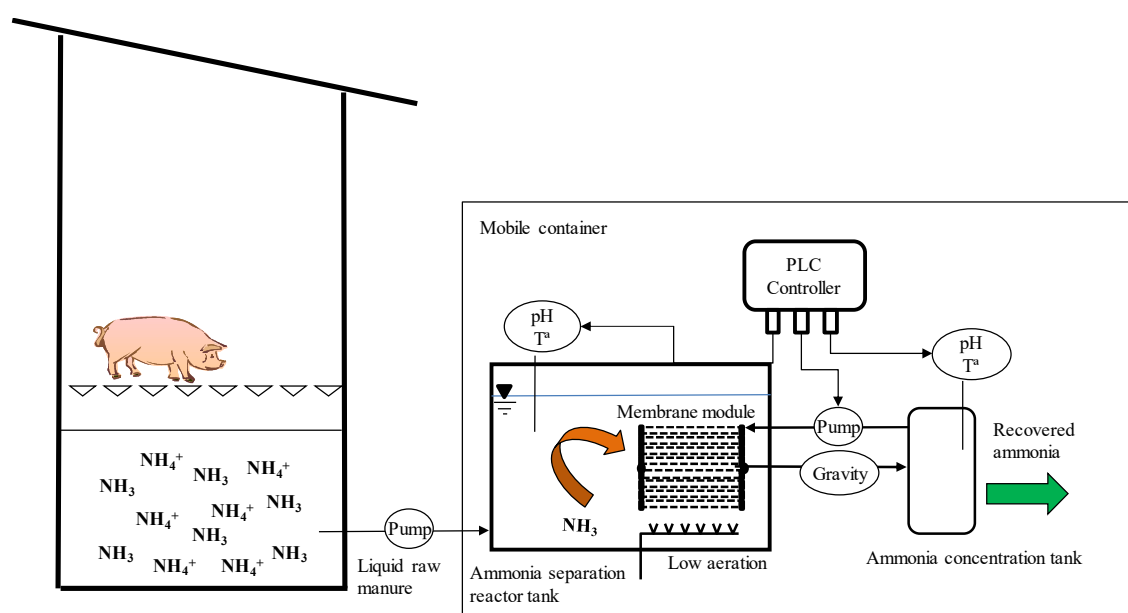 Mobile container
PLC
Controller
pH
Tª
pH
Tª
Membrane module
Pump
Gravity
Recovered
ammonia
NH₄⁺
NH₃
NH₄⁺
NH₃
NH₄⁺
NH₄⁺
NH₃
NH₃
NH₃
NH₄⁺
NH₄⁺
NH₃
Pump
Liquid raw
manure
NH₃
Low aeration
Ammonia separation
reactor tank
Ammonia concentration tank